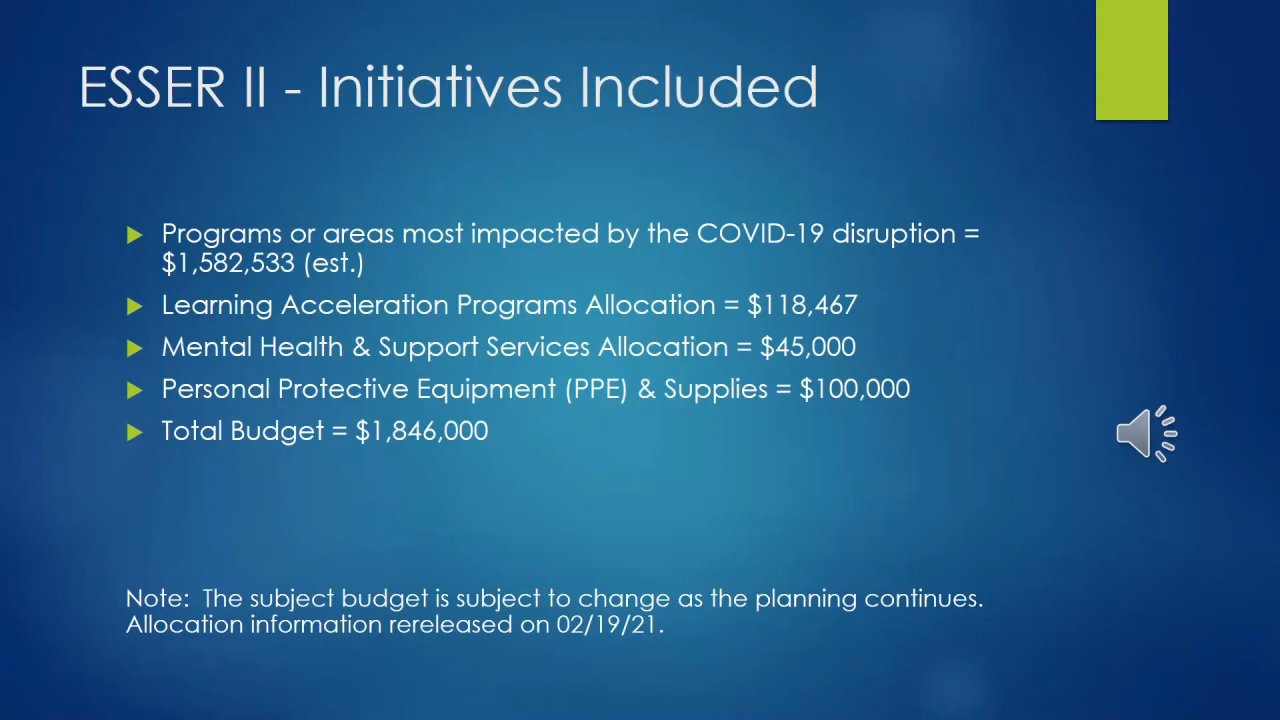 ESSER II - Initiatives Included
Programs or areas most impacted by the COVID-19 disruption =
$1,582,533 (est.)
Learning Acceleration Programs Allocation = $118,467
Mental Health & Support Services Allocation = $45,000
Personal Protective Equipment (PPE) & Supplies = $100,000
Total Budget = $1,846,000
Note:  The subject budget is subject to change as the planning continues.
Allocation information rereleased on 02/19/21.